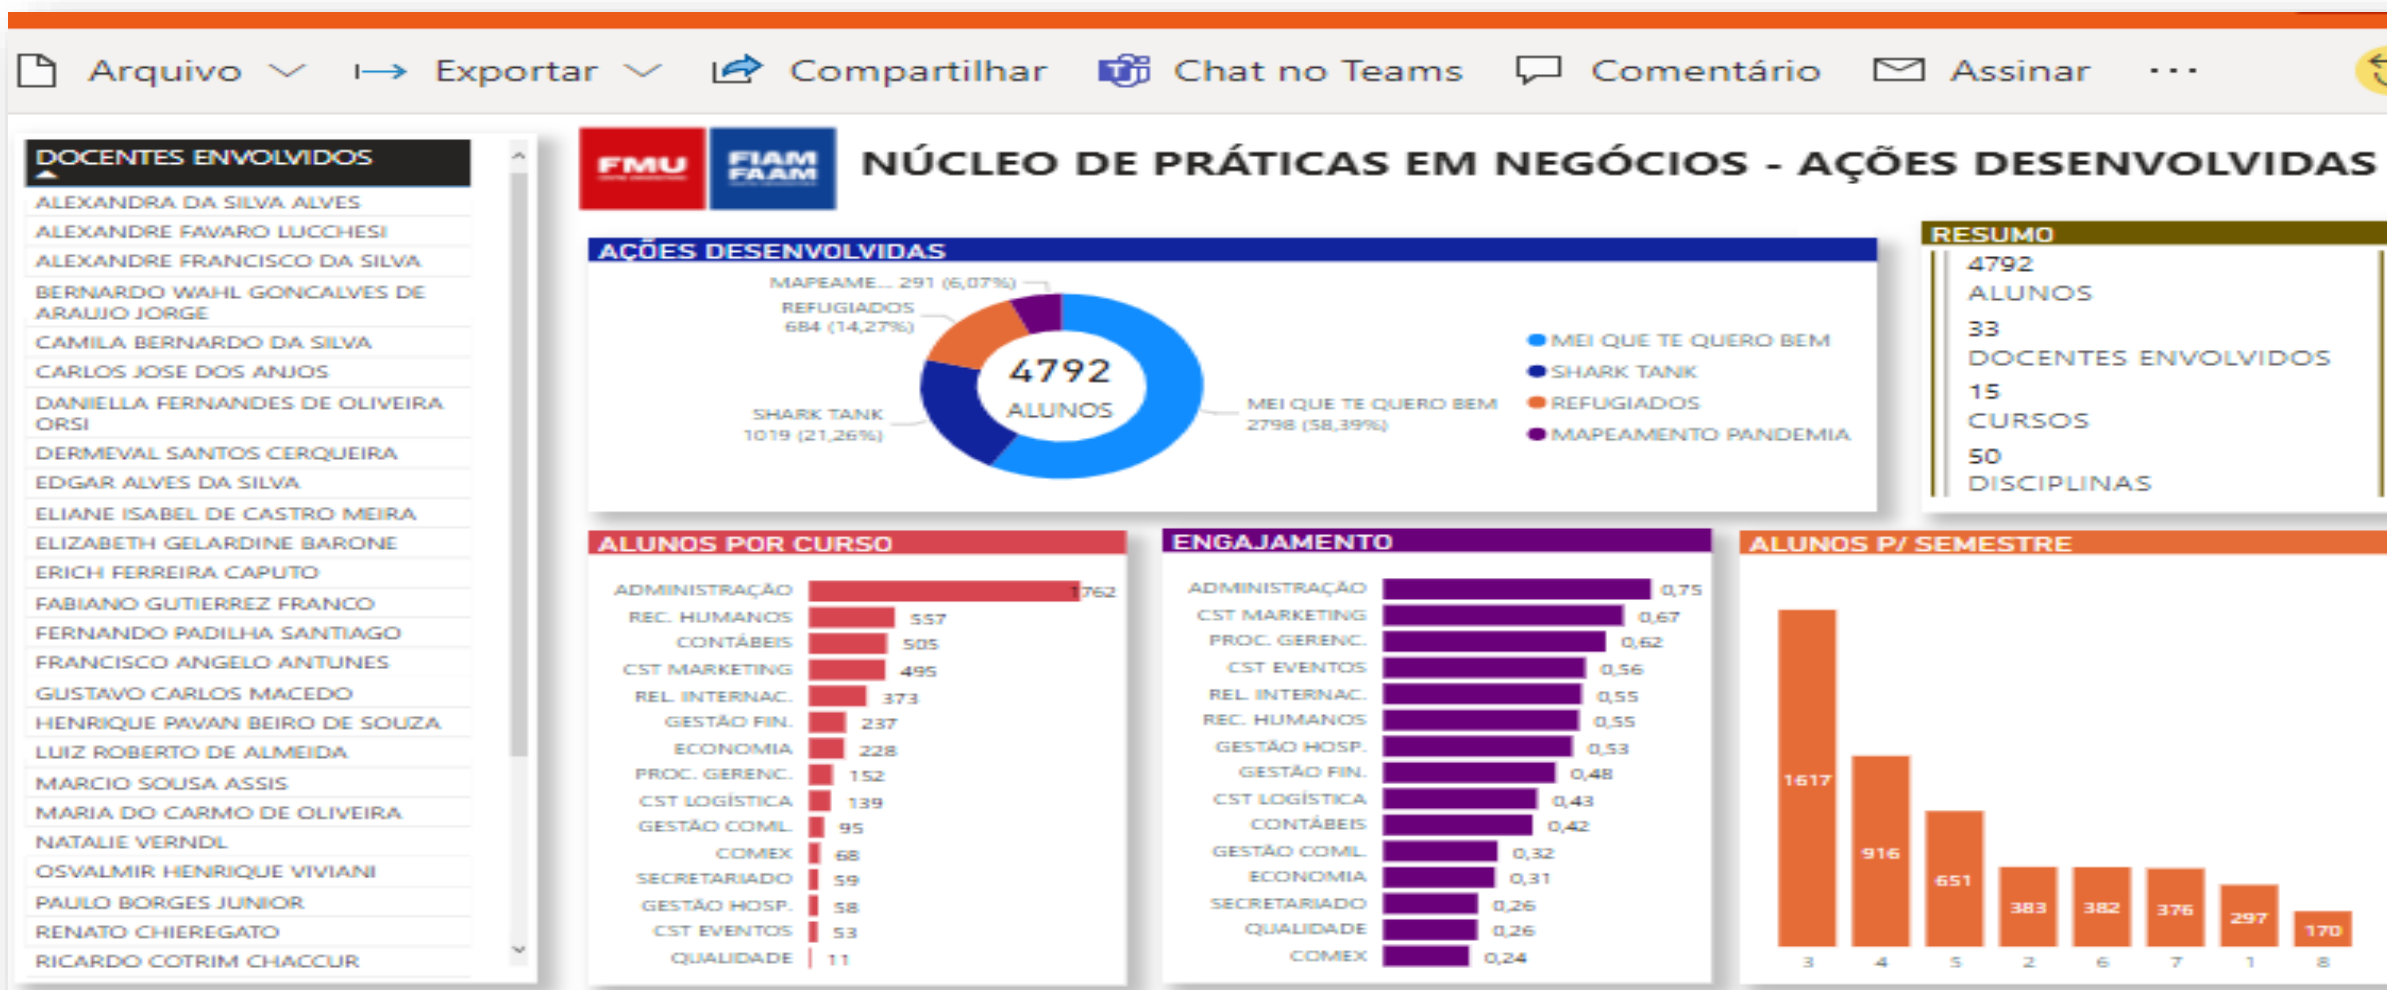 Arquivo
Exportar
Compartilhar
Chat no Teams
Comentário
Assinar
...
DOCENTES ENVOLVIDOS
ALEXANDRA DA SILVA ALVES
ALEXANDRE FAVARO LUCCHESI
ALEXANDRE FRANCISCO DA SILVA
BERNARDO WAHL GONCALVES DE
ARAUJO JORGE
CAMILA BERNARDO DA SILVA
CARLOS JOSE DOS ANJOS
DANIELLA FERNANDES DE OLIVEIRA
ORSI
DERMEVAL SANTOS CERQUEIRA
EDGAR ALVES DA SILVA
ELIANE ISABEL DE CASTRO MEIRA
ELIZABETH GELARDINE BARONE
ERICH FERREIRA CAPUTO
FABIANO GUTIERREZ FRANCO
FERNANDO PADILHA SANTIAGO
FRANCISCO ANGELO ANTUNES
GUSTAVO CARLOS MACEDO
HENRIQUE PAVAN BEIRO DE SOUZA
LUIZ ROBERTO DE ALMEIDA
MARCIO SOUSA ASSIS
MARIA DO CARMO DE OLIVEIRA
NATALIE VERNDL
OSVALMIR HENRIQUE VIVIANI
PAULO BORGES JUNIOR
RENATO CHIEREGATO
RICARDO COTRIM CHACCUR
FMU
FIAM
FAAM
NÚCLEO DE PRÁTICAS EM NEGÓCIOS - AÇÕES DESENVOLVIDAS
AÇÕES DESENVOLVIDAS
MAPEAME... 291 (6,07%)
REFUGIADOS
684 (14,27%)
SHARK TANK
1019 (21,26%)
4792
ALUNOS
MEI QUE TE QUERO BEM
2798 (58,39%)
MEI QUE TE QUERO BEM
SHARK TANK
REFUGIADOS
MAPEAMENTO PANDEMIA
RESUMO
4792
ALUNOS
33
DOCENTES ENVOLVIDOS
15
CURSOS
50
DISCIPLINAS
ALUNOS POR CURSO
ADMINISTRAÇÃO 1762
REC. HUMANOS 557
CONTÁBEIS 505
CST MARKETING 495
REL. INTERNAC. 373
GESTÃO FIN. 237
ECONOMIA 228
PROC. GERENC. 152
CST LOGÍSTICA 139
GESTÃO COML. 95
COMEX 68
SECRETARIADO 59
GESTÃO HOSP. 58
CST EVENTOS 53
QUALIDADE 11
ENGAJAMENTO
ADMINISTRAÇÃO 0,75
CST MARKETING 0,67
PROC. GERENC. 0,62
CST EVENTOS 0,56
REL. INTERNAC. 0,55
REC. HUMANOS 0,55
GESTÃO HOSP. 0,53
GESTÃO FIN. 0,48
CST LOGÍSTICA 0,43
CONTÁBEIS 0,42
GESTÃO COML. 0,32
ECONOMIA 0,31
SECRETARIADO 0,26
QUALIDADE 0,26
COMEX 0,24
ALUNOS P/ SEMESTRE
1617 916 651 383 382 376 297 170
3 4 5 2 6 7 1 8